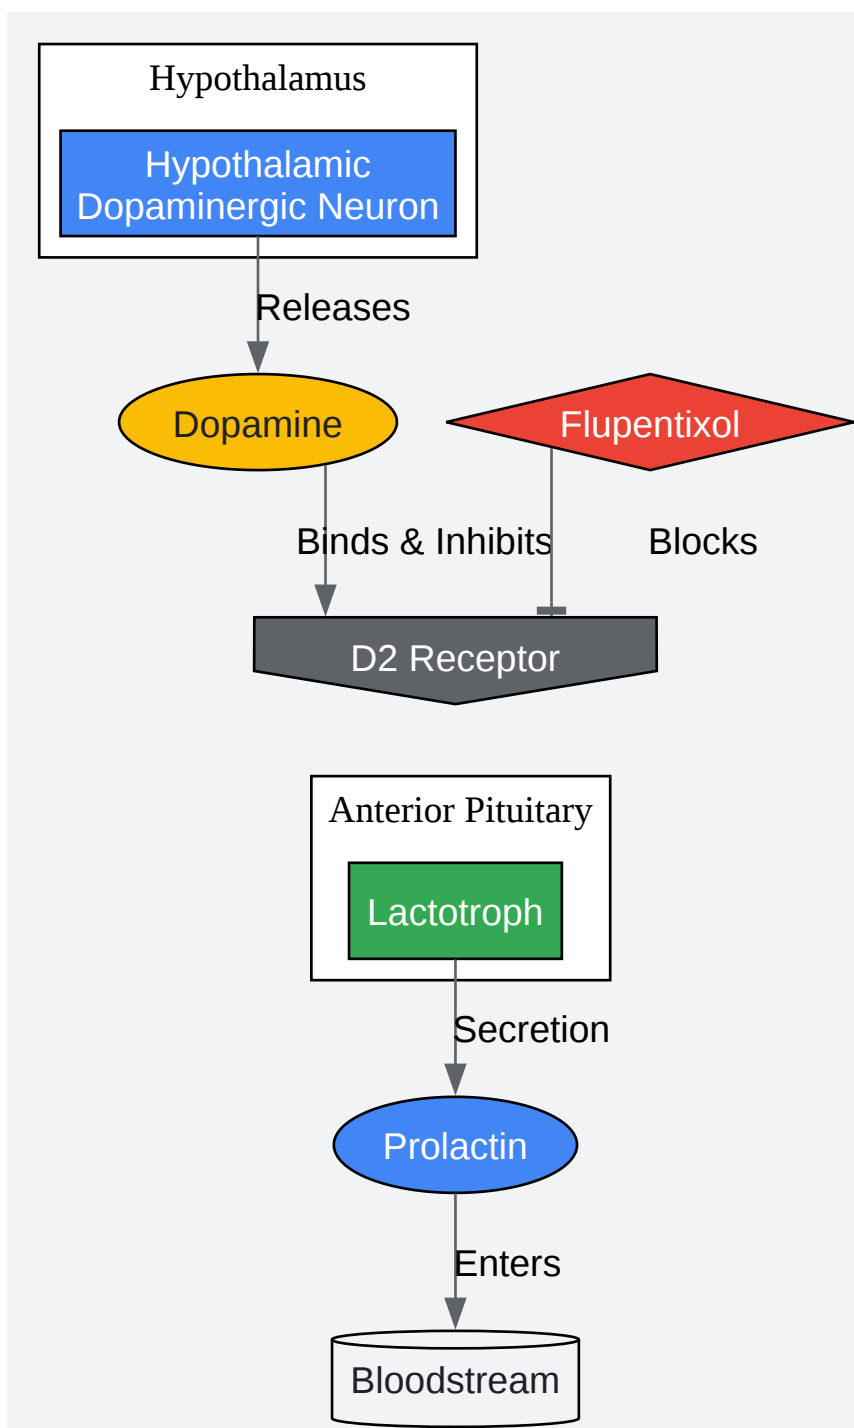 Hypothalamus
Hypothalamic
Dopaminergic Neuron
Releases
Dopamine
Flupentixol
Binds & Inhibits
Blocks
D2 Receptor
Anterior Pituitary
Lactotroph
Secretion
Prolactin
Enters
Bloodstream